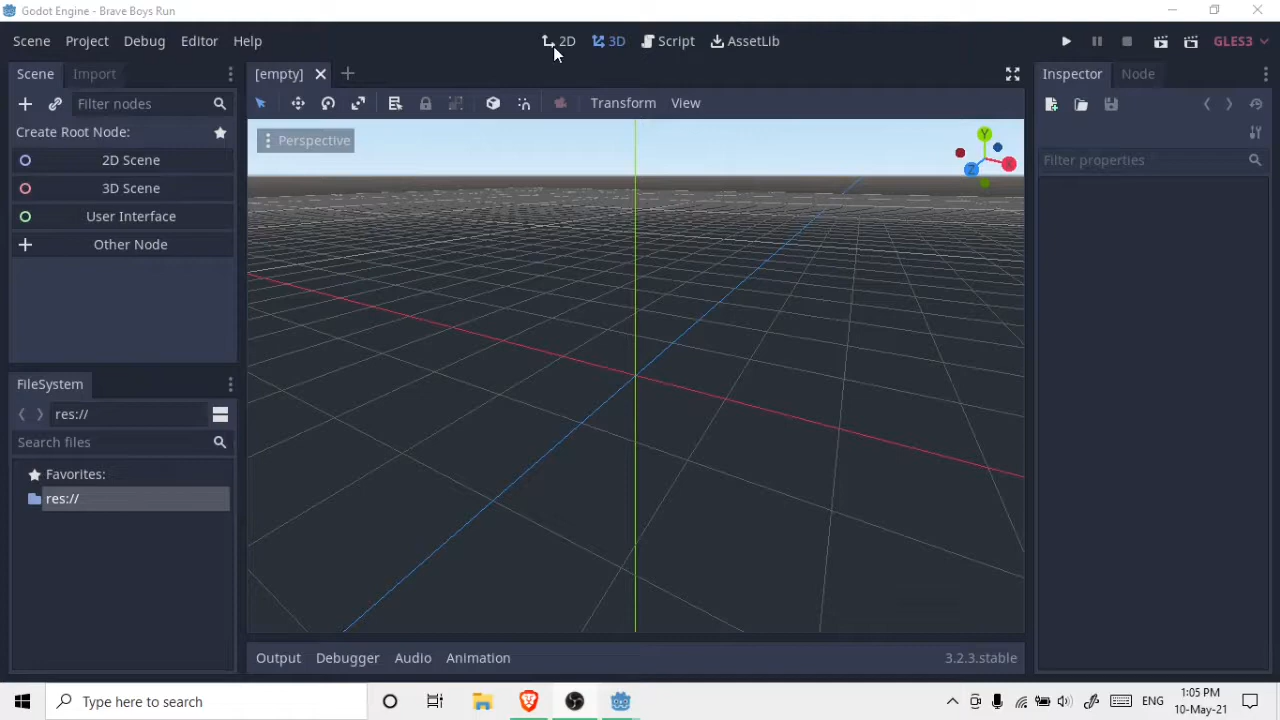 Godot Engine - Brave Boys Run
Scene Project Debug Editor Help
2D 3D Script AssetLib
GLES3
Scene Import
[empty]
Inspector Node
Filter nodes
Transform View
Create Root Node:
Perspective
Y
X
Z
2D Scene
Filter properties
3D Scene
User Interface
Other Node
FileSystem
res://
Search files
Favorites:
res://
Output Debugger Audio Animation
3.2.3.stable
Type here to search
ENG
1:05 PM
10-May-21